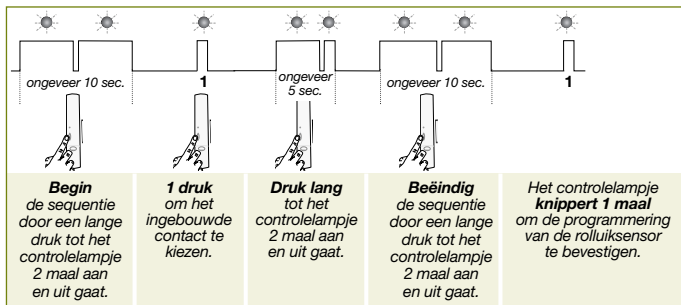 ongeveer 10 sec.
1
ongeveer
5 sec.
ongeveer 10 sec.
1
Begin
de sequentie
door een lange
druk tot het
controlelampje
2 maal aan
en uit gaat.
1 druk
om het
ingebouwde
contact te
kiezen.
Druk lang
tot het
controlelampje
2 maal aan
en uit gaat.
Beëindig
de sequentie
door een lange
druk tot het
controlelampje
2 maal aan
en uit gaat.
Het controlelampje
knippert 1 maal
om de programmering
van de rolluiksensor
te bevestigen.